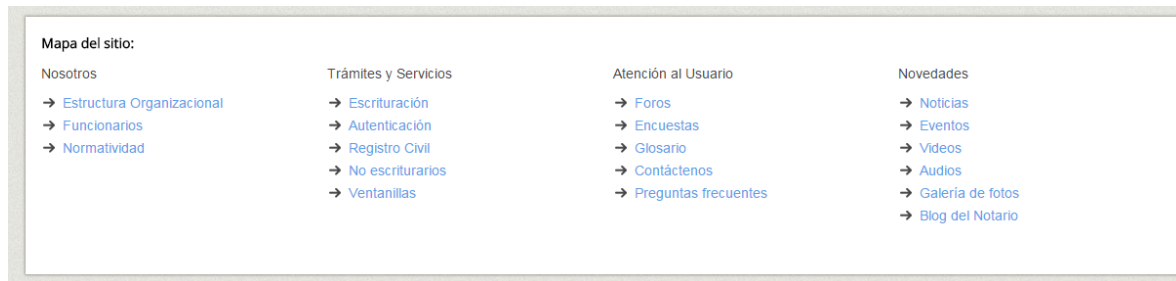 Mapa del sitio:
Nosotros
→ Estructura Organizacional
→ Funcionarios
→ Normatividad
Trámites y Servicios
→ Escrituración
→ Autenticación
→ Registro Civil
→ No escriturarios
→ Ventanillas
Atención al Usuario
→ Foros
→ Encuestas
→ Glosario
→ Contáctenos
→ Preguntas frecuentes
Novedades
→ Noticias
→ Eventos
→ Videos
→ Audios
→ Galería de fotos
→ Blog del Notario